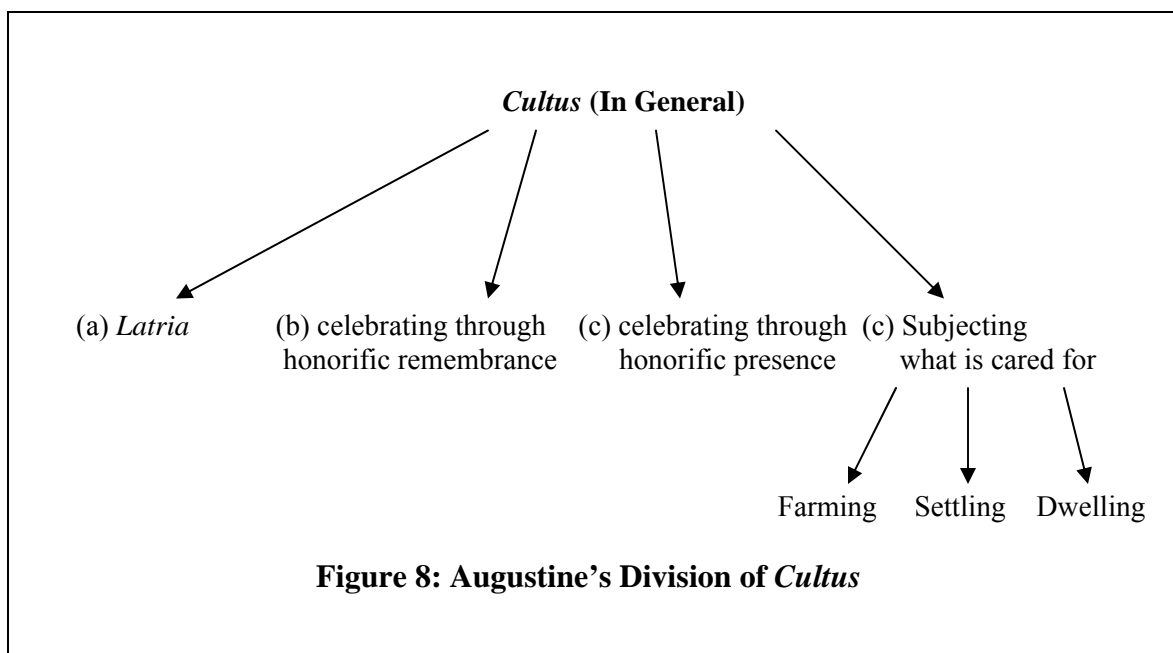 Cultus (In General)
(a) Latria
(b) celebrating through
honorific remembrance
(c) celebrating through
honorific presence
(c) Subjecting
what is cared for
Farming
Settling
Dwelling
Figure 8: Augustine’s Division of Cultus